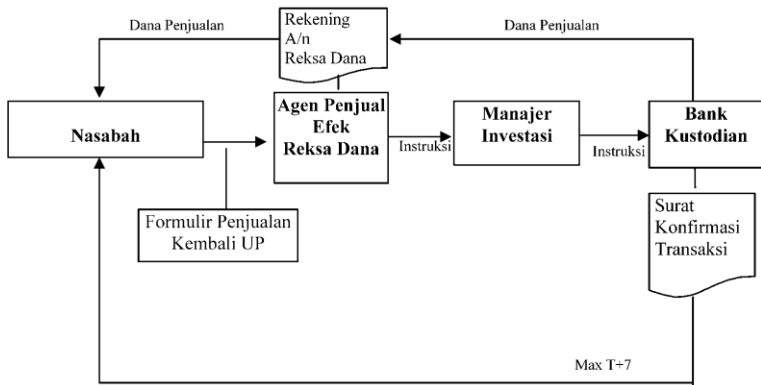 Dana Penjualan
Rekening
A/n
Reksa Dana
Dana Penjualan
Nasabah
Agen Penjual
Efek
Reksa Dana
Instruksi
Manajer
Investasi
Instruksi
Bank
Kustodian
Formulir Penjualan
Kembali UP
Surat
Konfirmasi
Transaksi
Max T+7